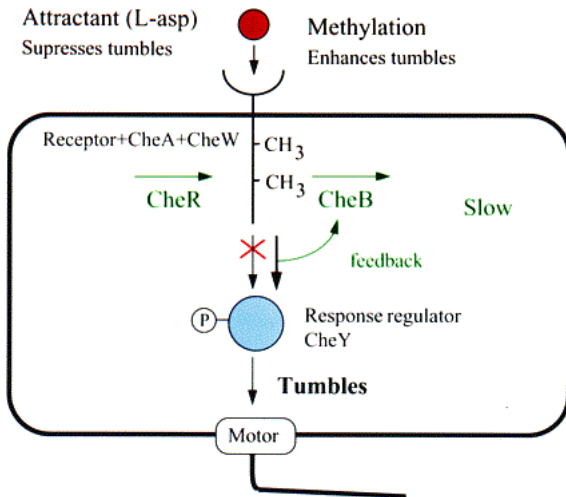 Attractant (L-asp)
Supresses tumbles
Methylation
Enhances tumbles
Receptor+CheA+CheW
CH3
CH3
CheR
CheB
Slow
feedback
P
Response regulator
CheY
Tumbles
Motor